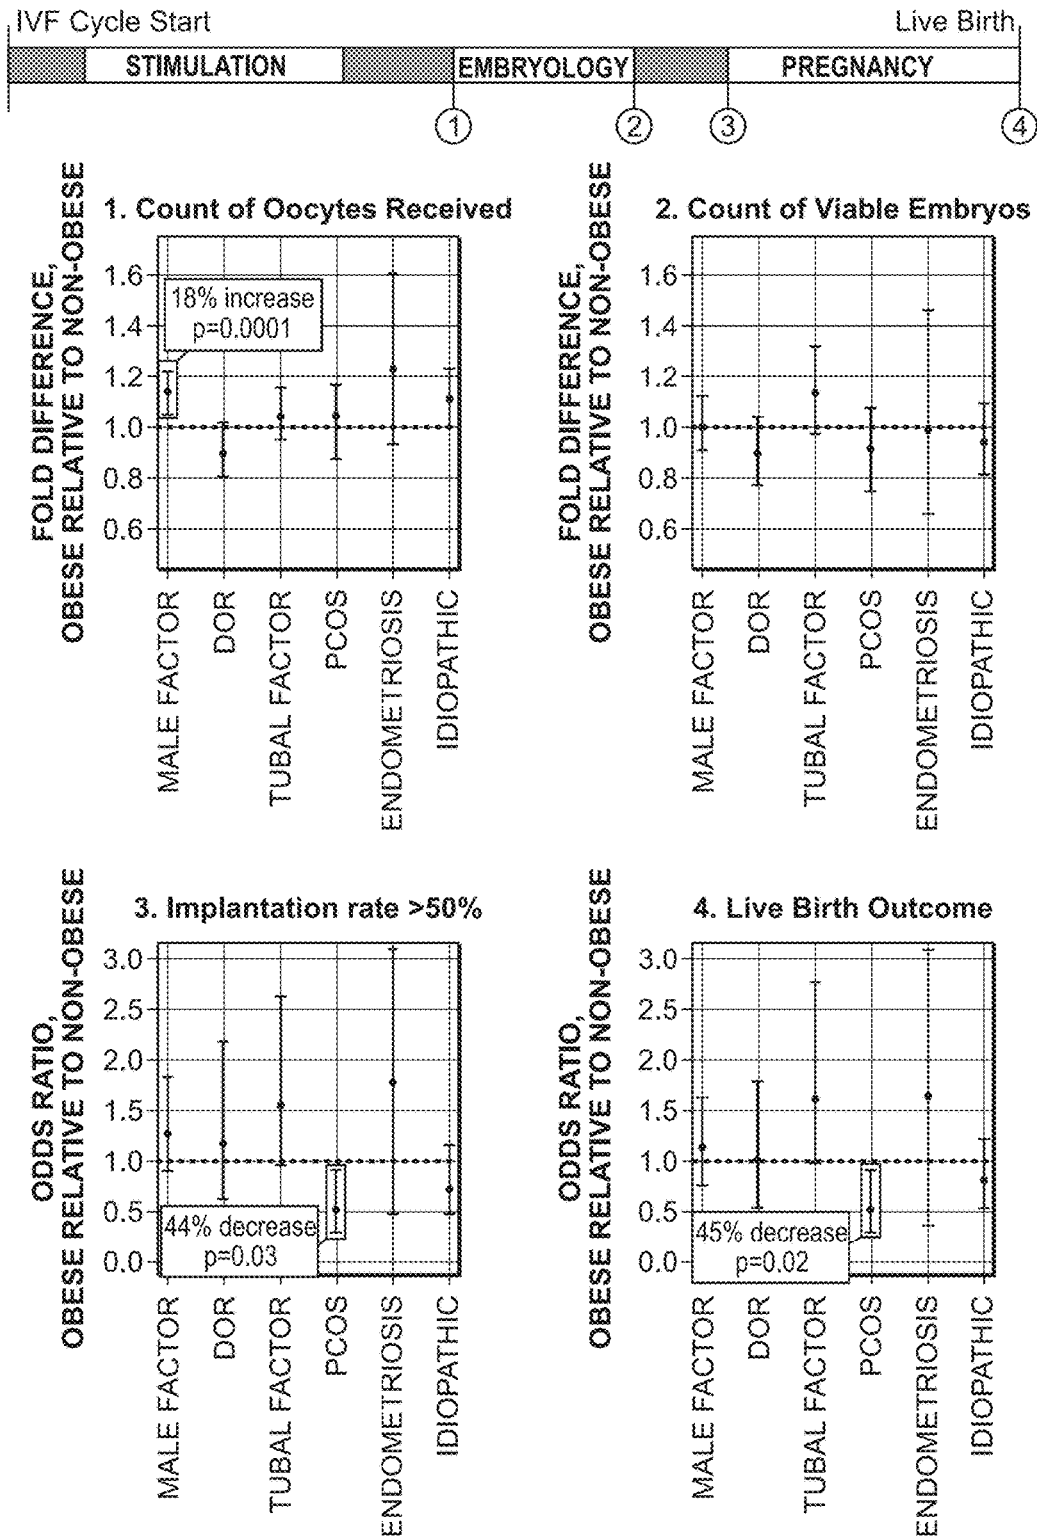 IVF Cycle Start
Live Birth
STIMULATION
EMBRYOLOGY
PREGNANCY
1
2
3
4
1. Count of Oocytes Received
FOLD DIFFERENCE,
OBESE RELATIVE TO NON-OBESE
1.6
1.4
1.2
1.0
0.8
0.6
18% increase
p=0.0001
MALE FACTOR
DOR
TUBAL FACTOR
PCOS
ENDOMETRIOSIS
IDIOPATHIC
2. Count of Viable Embryos
FOLD DIFFERENCE,
OBESE RELATIVE TO NON-OBESE
1.6
1.4
1.2
1.0
0.8
0.6
MALE FACTOR
DOR
TUBAL FACTOR
PCOS
ENDOMETRIOSIS
IDIOPATHIC
3. Implantation rate >50%
ODDS RATIO,
OBESE RELATIVE TO NON-OBESE
3.0
2.5
2.0
1.5
1.0
0.5
0.0
44% decrease
p=0.03
MALE FACTOR
DOR
TUBAL FACTOR
PCOS
ENDOMETRIOSIS
IDIOPATHIC
4. Live Birth Outcome
ODDS RATIO,
OBESE RELATIVE TO NON-OBESE
3.0
2.5
2.0
1.5
1.0
0.5
0.0
45% decrease
p=0.02
MALE FACTOR
DOR
TUBAL FACTOR
PCOS
ENDOMETRIOSIS
IDIOPATHIC